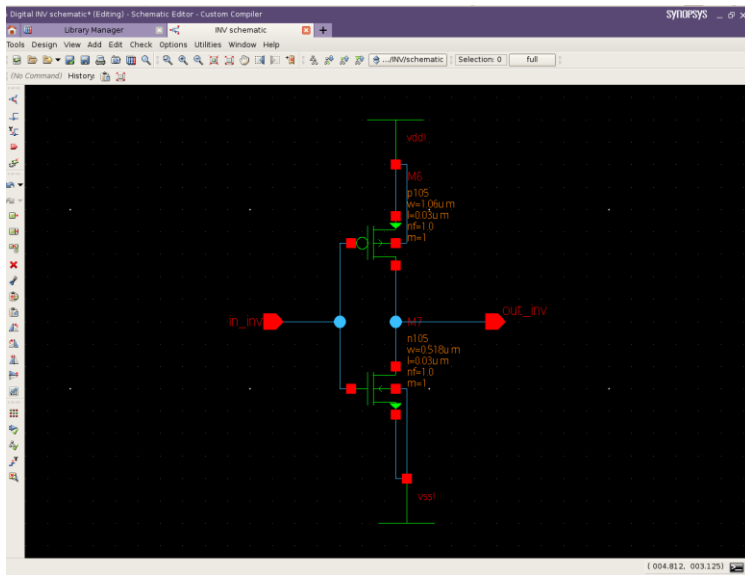 Digital INV schematic* (Editing) - Schematic Editor - Custom Compiler
SYNOPSYS
Library Manager
INV schematic
Tools Design View Add Edit Check Options Utilities Window Help
.../INV/schematic
Selection: 0
full
(No Command) History:
vdd!
M6
p105
w=1.06u m
l=0.03u m
nf=1.0
m=1
in_inv
out_inv
M7
n105
w=0.518u m
l=0.03u m
nf=1.0
m=1
vss!
( 004.812, 003.125)